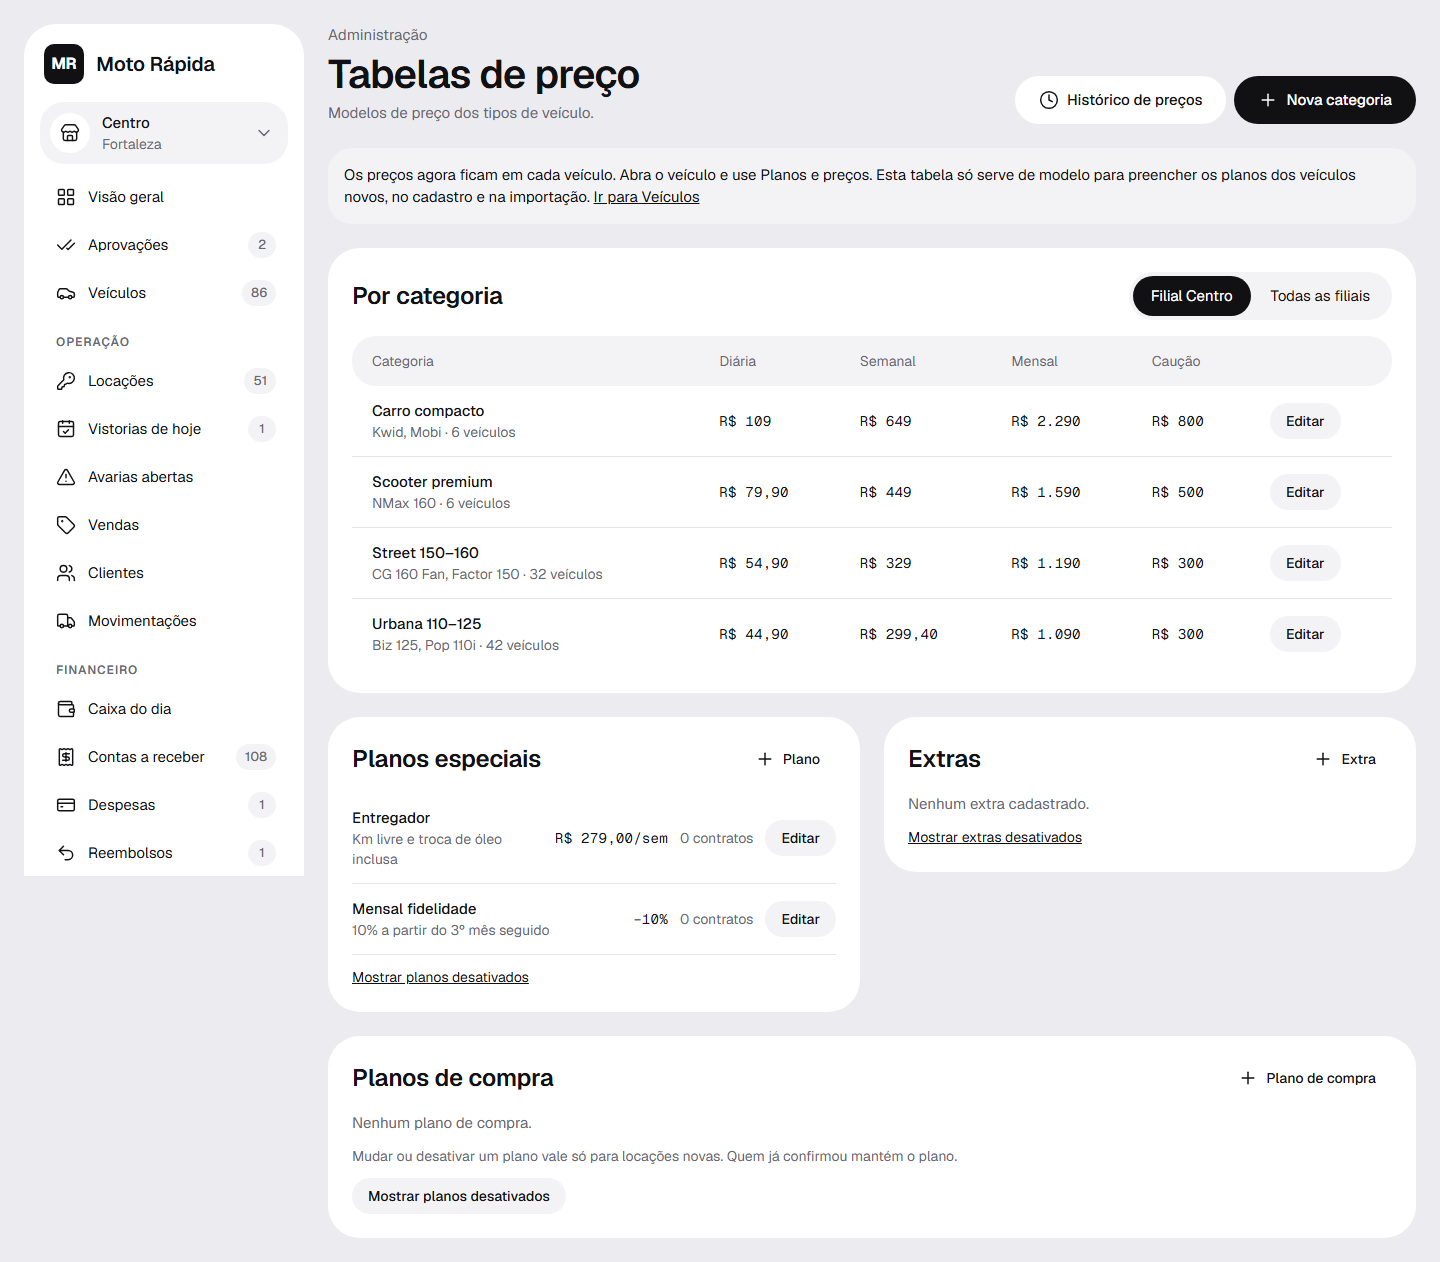 MR
Moto Rápida
Centro
Fortaleza
Visão geral
Aprovações 2
Veículos 86
OPERAÇÃO
Locações 51
Vistorias de hoje 1
Avarias abertas
Vendas
Clientes
Movimentações
FINANCEIRO
Caixa do dia
Contas a receber 108
Despesas 1
Reembolsos 1
Administração
Tabelas de preço
Modelos de preço dos tipos de veículo.
Histórico de preços
Nova categoria
Os preços agora ficam em cada veículo. Abra o veículo e use Planos e preços. Esta tabela só serve de modelo para preencher os planos dos veículos
novos, no cadastro e na importação. Ir para Veículos
Por categoria
Filial Centro
Todas as filiais
Categoria Diária Semanal Mensal Caução
Carro compacto
Kwid, Mobi · 6 veículos
R$ 109 R$ 649 R$ 2.290 R$ 800 Editar
Scooter premium
NMax 160 · 6 veículos
R$ 79,90 R$ 449 R$ 1.590 R$ 500 Editar
Street 150–160
CG 160 Fan, Factor 150 · 32 veículos
R$ 54,90 R$ 329 R$ 1.190 R$ 300 Editar
Urbana 110–125
Biz 125, Pop 110i · 42 veículos
R$ 44,90 R$ 299,40 R$ 1.090 R$ 300 Editar
Planos especiais
Plano
Entregador
Km livre e troca de óleo
inclusa
R$ 279,00/sem 0 contratos Editar
Mensal fidelidade
10% a partir do 3º mês seguido
−10% 0 contratos Editar
Mostrar planos desativados
Extras
Extra
Nenhum extra cadastrado.
Mostrar extras desativados
Planos de compra
Plano de compra
Nenhum plano de compra.
Mudar ou desativar um plano vale só para locações novas. Quem já confirmou mantém o plano.
Mostrar planos desativados